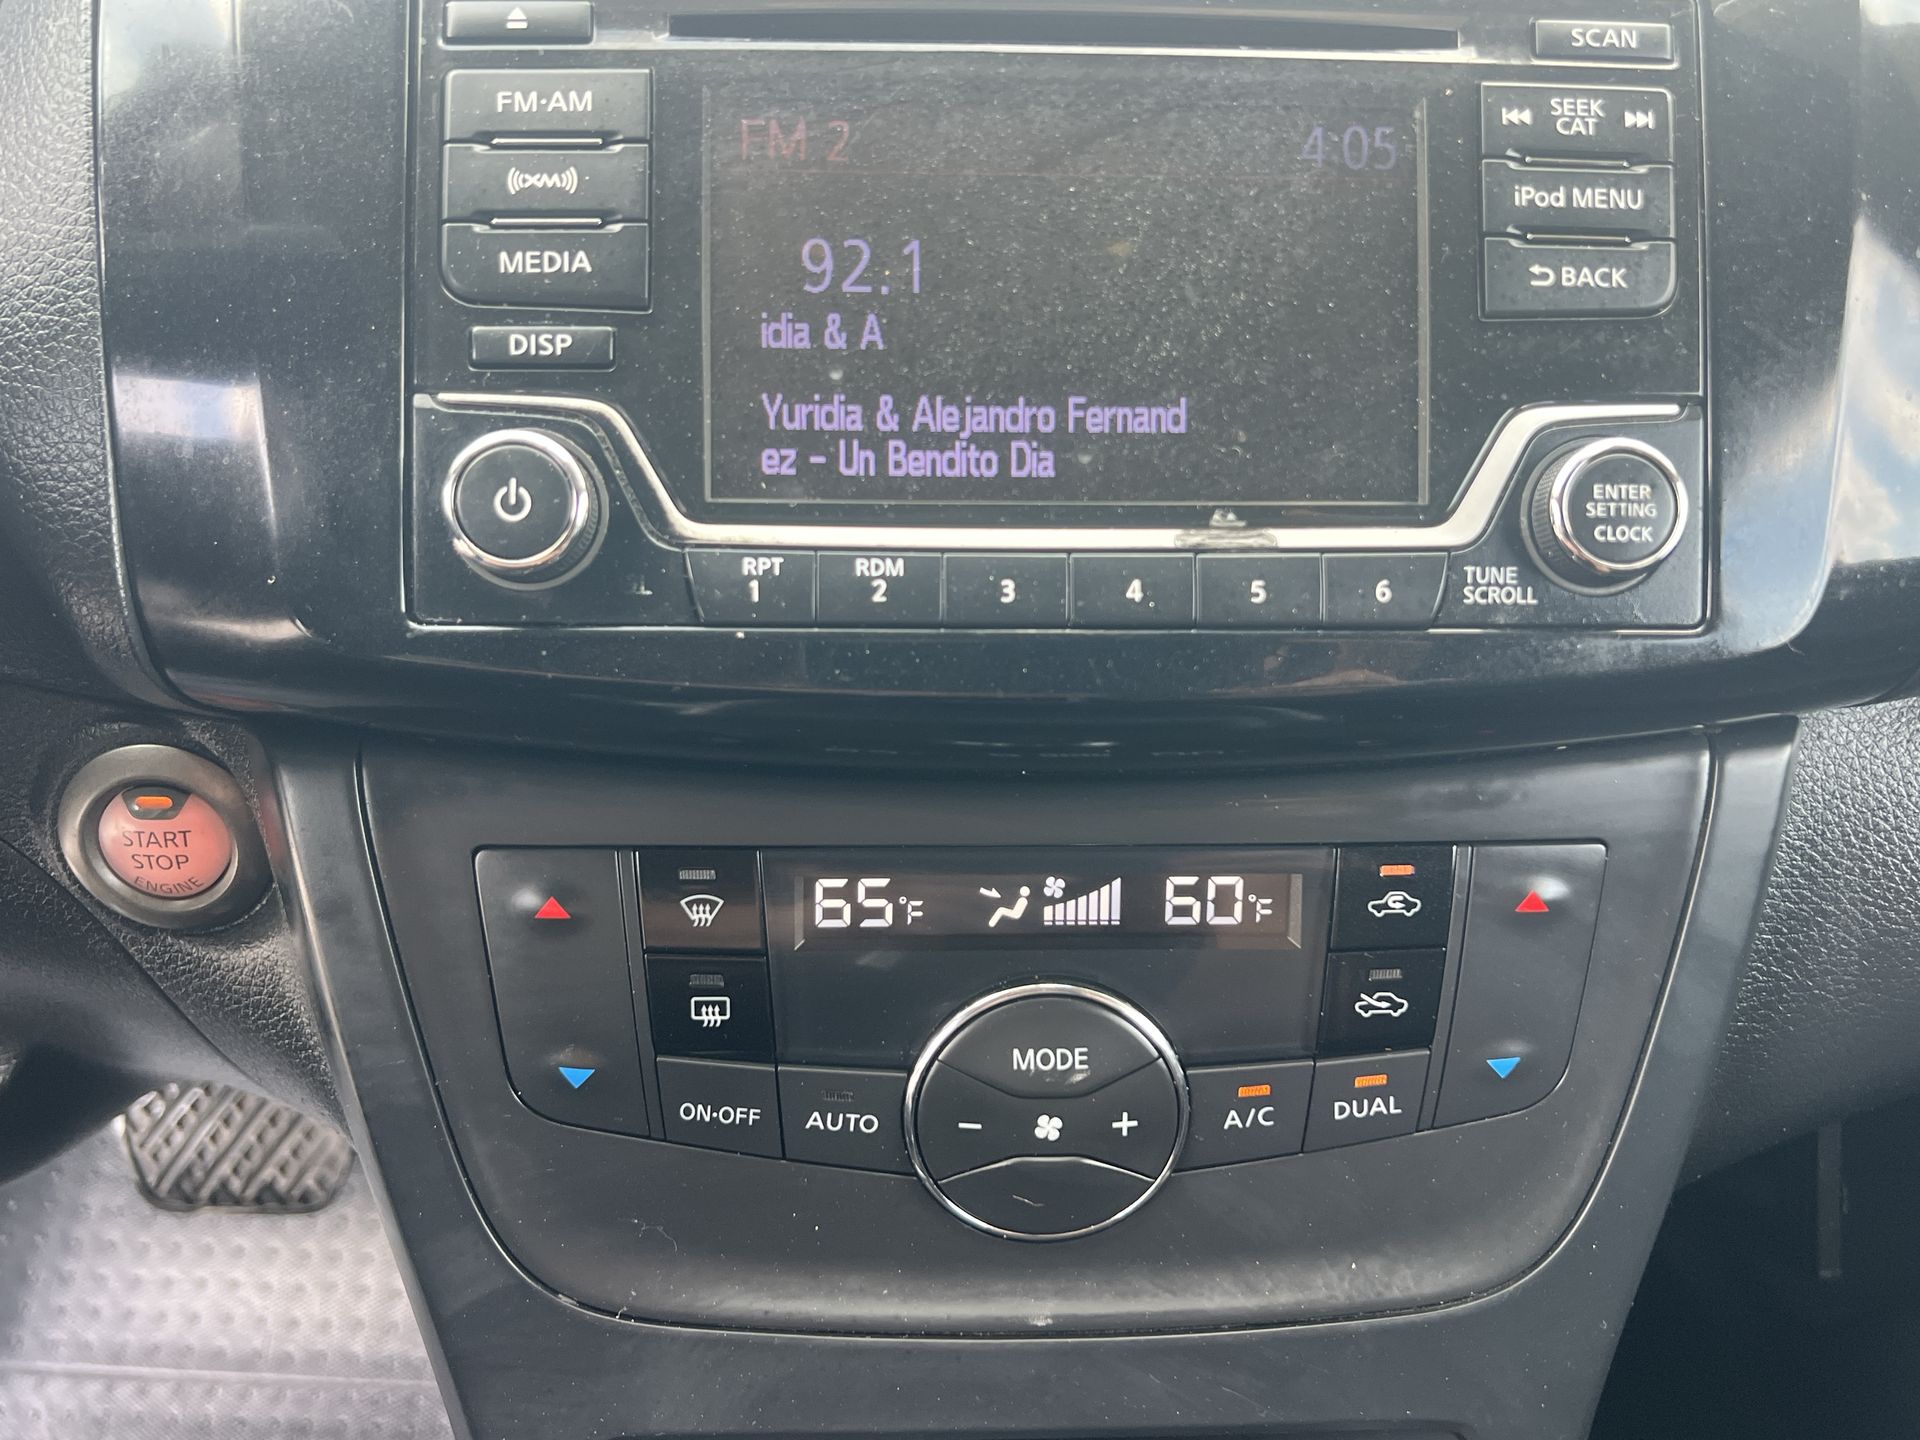 SCAN
FM·AM
XM
MEDIA
DISP
FM 2
4:05
92.1
idia & A
Yuridia & Alejandro Fernand
ez - Un Bendito Dia
SEEK
CAT
iPod MENU
BACK
ENTER
SETTING
CLOCK
TUNE
SCROLL
RPT
1
RDM
2
3
4
5
6
START
STOP
ENGINE
65°F
60°F
MODE
ON·OFF
AUTO
- +
A/C
DUAL